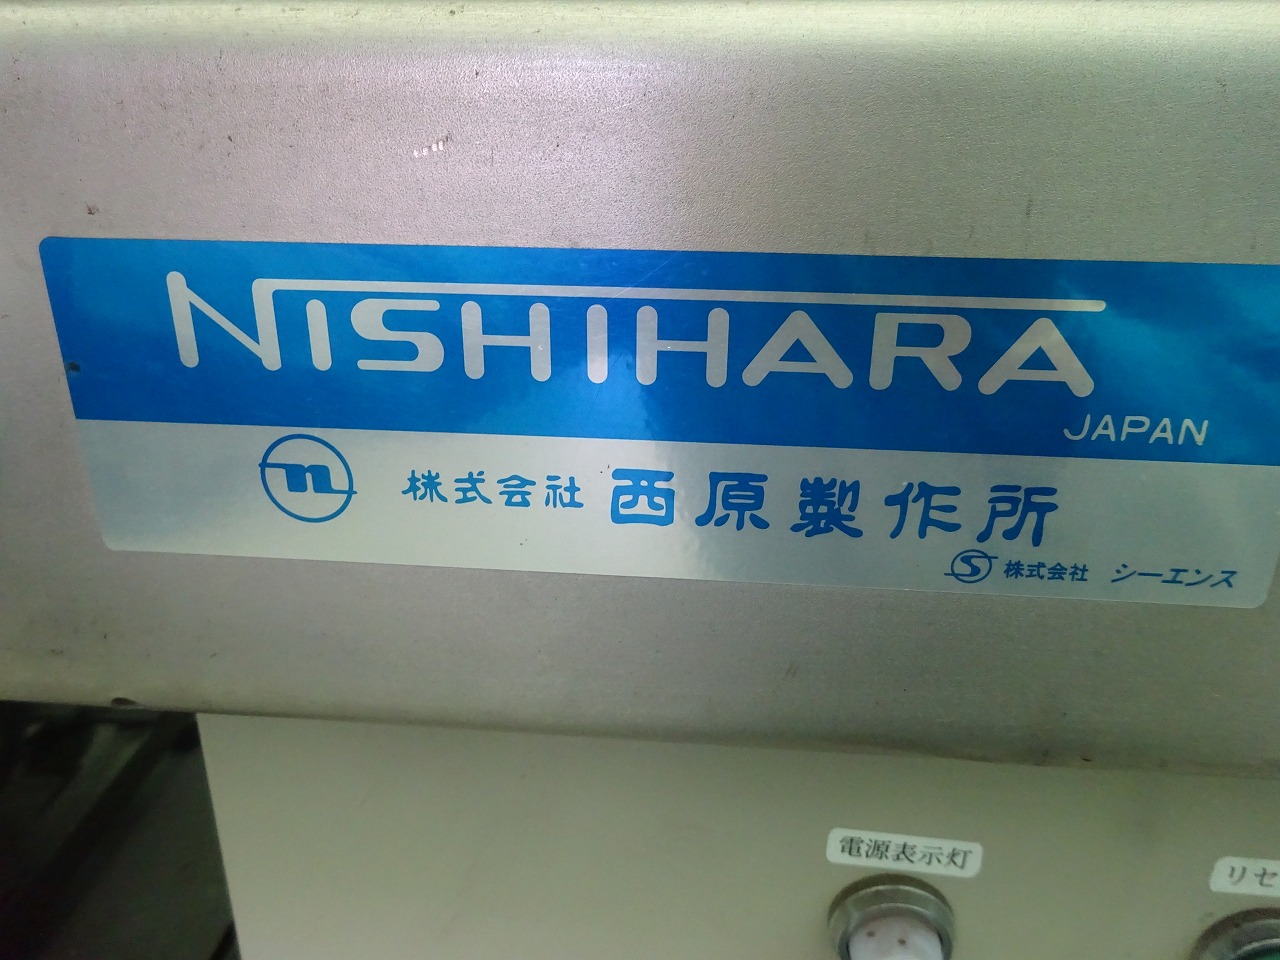 NISHIHARA
JAPAN
n 株式会社 西原製作所
S 株式会社 シーエンス
電源表示灯
リセ